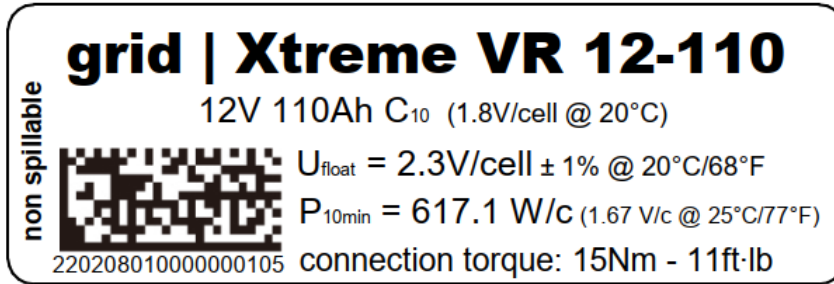 grid | Xtreme VR 12-110
12V 110Ah C10 (1.8V/cell @ 20°C)
non spillable
Ufloat = 2.3V/cell ± 1% @ 20°C/68°F
P10min = 617.1 W/c (1.67 V/c @ 25°C/77°F)
220208010000000105
connection torque: 15Nm - 11ft·lb